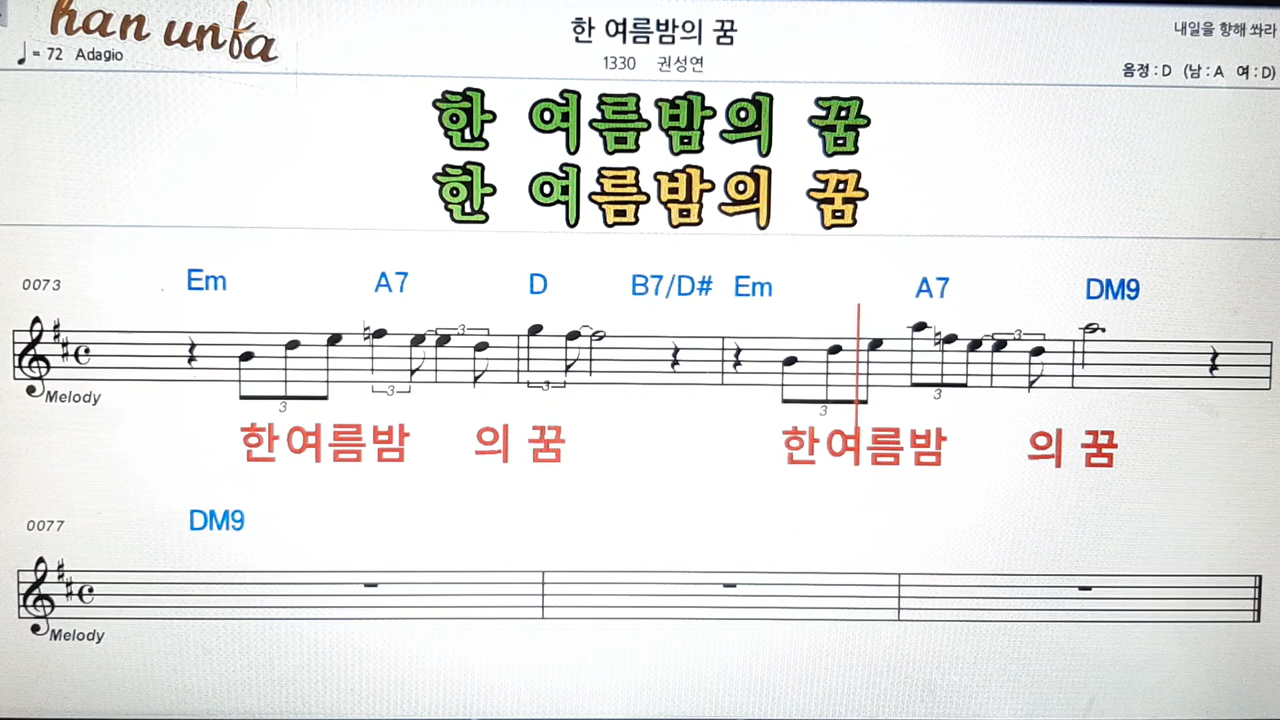 han unfa
♩ = 72 Adagio
한 여름밤의 꿈
1330 권성연
내일을 향해 쏴라
음정 : D (남 : A 여 : D)
한 여름밤의 꿈
한 여름밤의 꿈
0073
Em A7 D B7/D# Em A7 DM9
3 3 3 3 3 3
Melody
한여름밤 의 꿈 한여름밤 의 꿈
0077
DM9
Melody